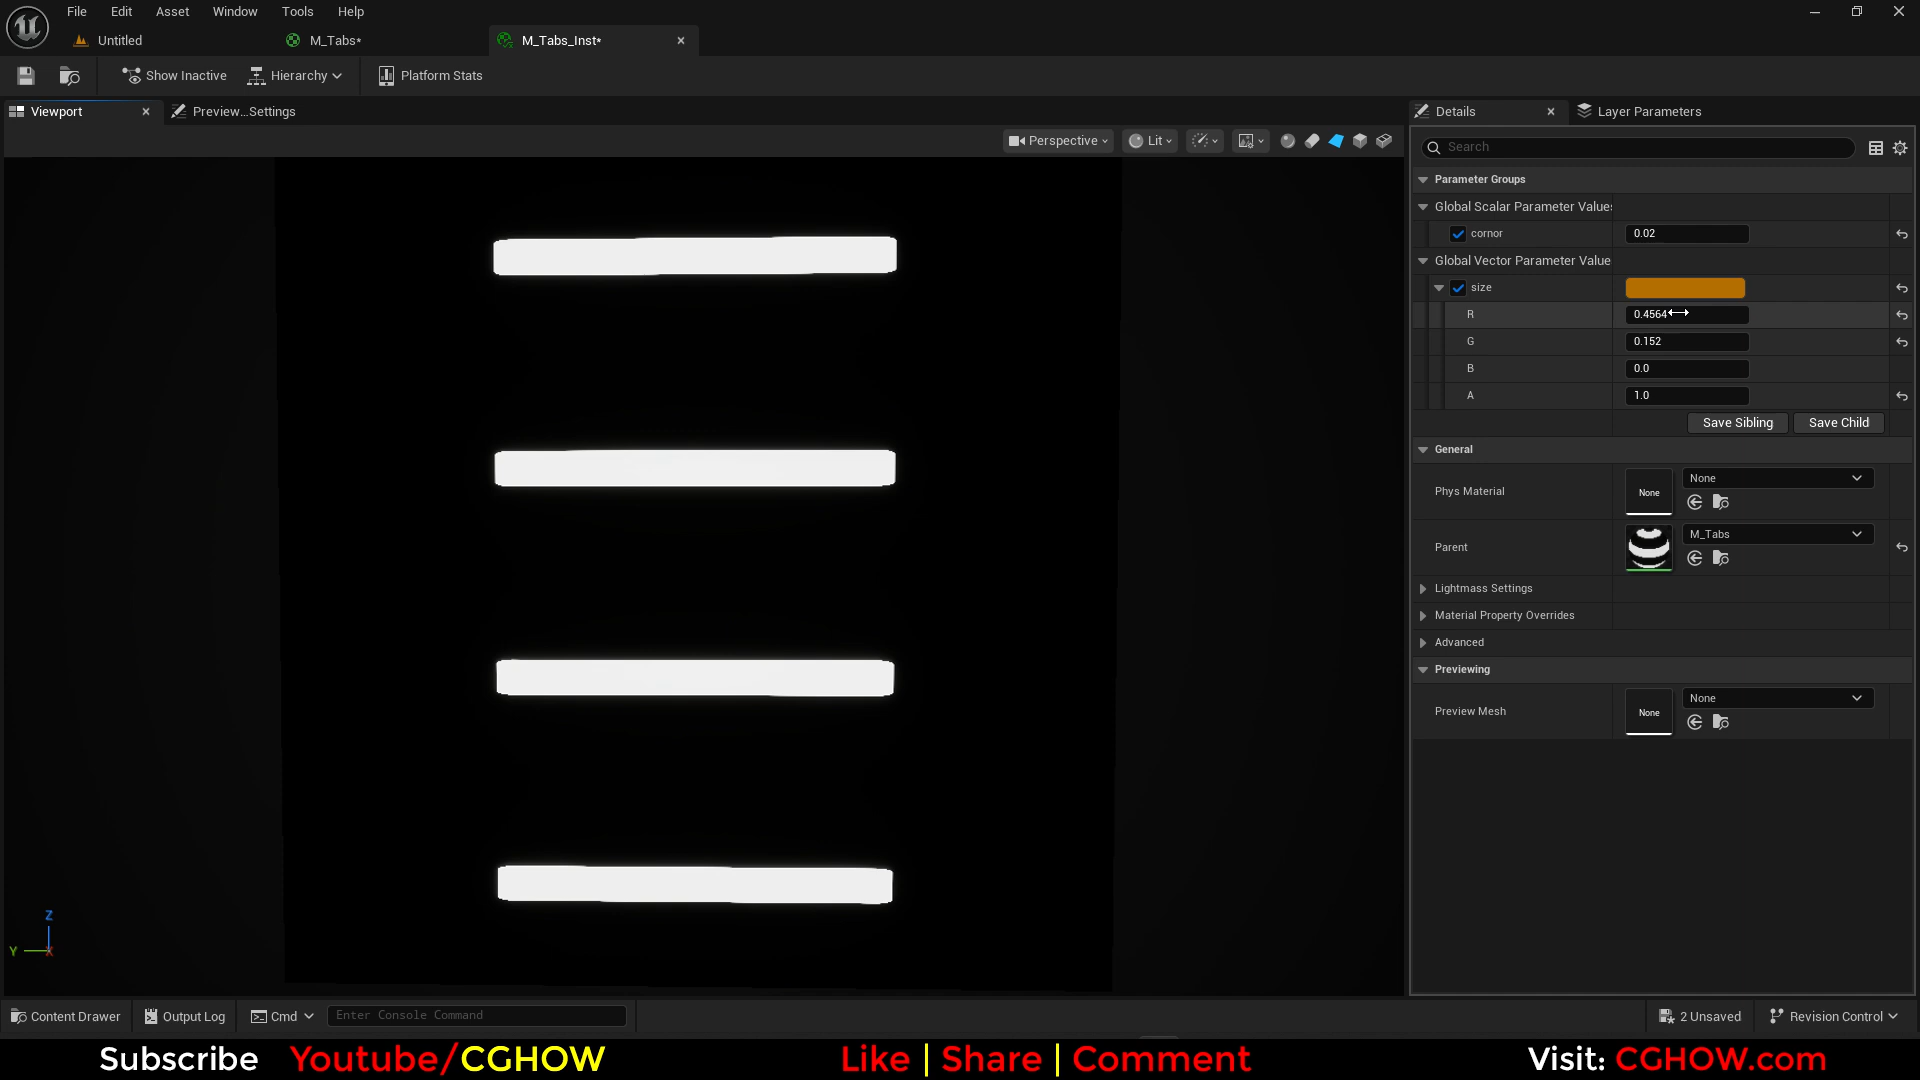 File Edit Asset Window Tools Help
Untitled M_Tabs* M_Tabs_Inst*
Show Inactive Hierarchy Platform Stats
Viewport Preview...Settings Details Layer Parameters
Perspective Lit
Search
Parameter Groups
Global Scalar Parameter Values
cornor 0.02
Global Vector Parameter Value
size
R 0.4564
G 0.152
B 0.0
A 1.0
Save Sibling Save Child
General
Phys Material None None
Parent M_Tabs
Lightmass Settings
Material Property Overrides
Advanced
Previewing
Preview Mesh None None
Z
Y X
Content Drawer Output Log Cmd Enter Console Command 2 Unsaved Revision Control
Subscribe Youtube/CGHOW Like | Share | Comment Visit: CGHOW.com